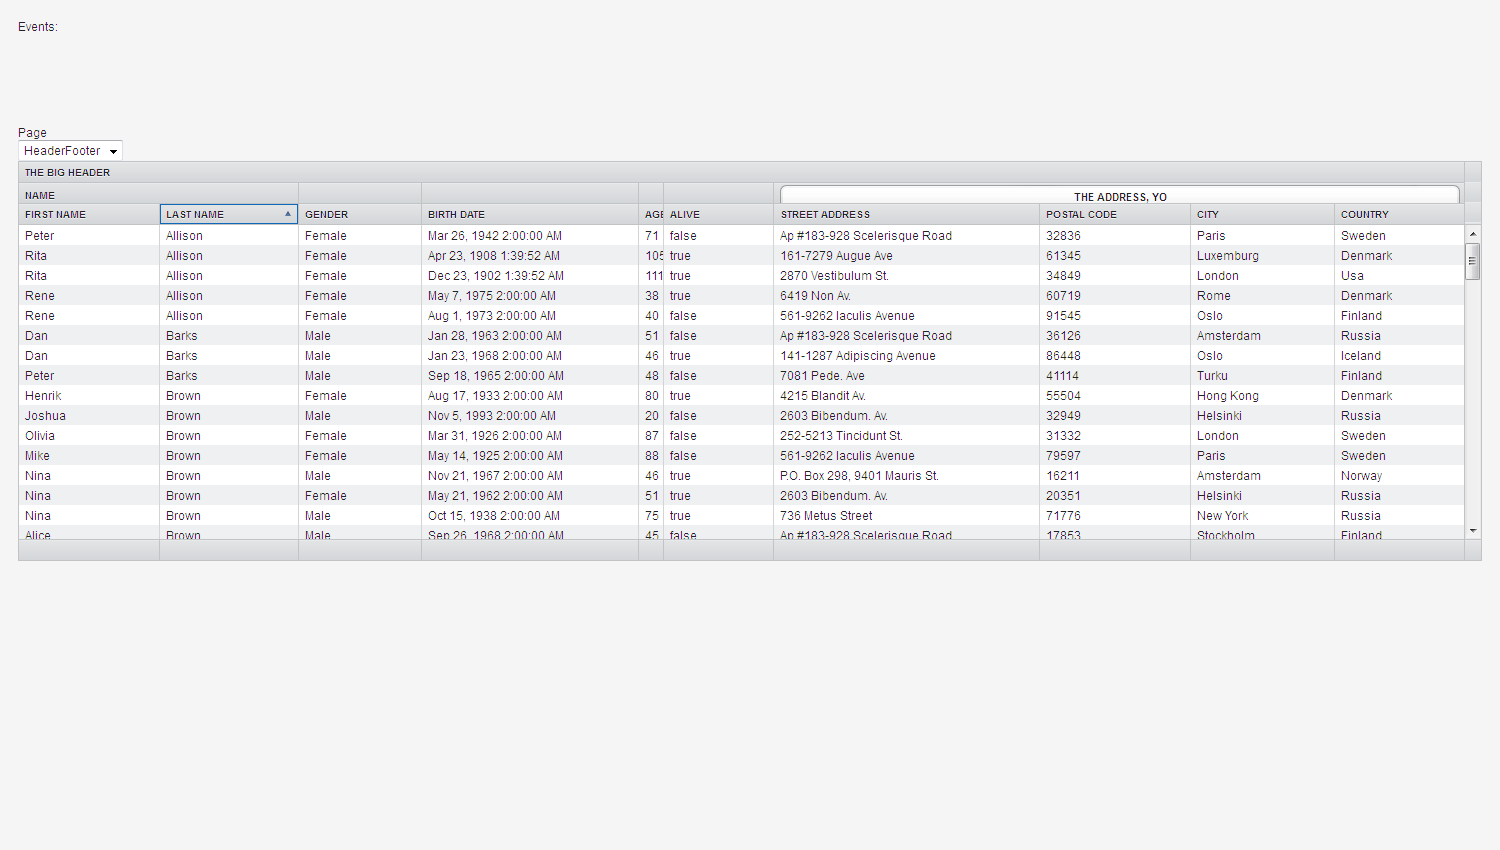 Events:
Page
HeaderFooter
THE BIG HEADER
NAME THE ADDRESS, YO
FIRST NAME LAST NAME GENDER BIRTH DATE AGE ALIVE STREET ADDRESS POSTAL CODE CITY COUNTRY
Peter Allison Female Mar 26, 1942 2:00:00 AM 71 false Ap #183-928 Scelerisque Road 32836 Paris Sweden
Rita Allison Female Apr 23, 1908 1:39:52 AM 105 true 161-7279 Augue Ave 61345 Luxemburg Denmark
Rita Allison Female Dec 23, 1902 1:39:52 AM 111 true 2870 Vestibulum St. 34849 London Usa
Rene Allison Female May 7, 1975 2:00:00 AM 38 true 6419 Non Av. 60719 Rome Denmark
Rene Allison Female Aug 1, 1973 2:00:00 AM 40 false 561-9262 Iaculis Avenue 91545 Oslo Finland
Dan Barks Male Jan 28, 1963 2:00:00 AM 51 false Ap #183-928 Scelerisque Road 36126 Amsterdam Russia
Dan Barks Male Jan 23, 1968 2:00:00 AM 46 true 141-1287 Adipiscing Avenue 86448 Oslo Iceland
Peter Barks Male Sep 18, 1965 2:00:00 AM 48 false 7081 Pede. Ave 41114 Turku Finland
Henrik Brown Female Aug 17, 1933 2:00:00 AM 80 true 4215 Blandit Av. 55504 Hong Kong Denmark
Joshua Brown Male Nov 5, 1993 2:00:00 AM 20 false 2603 Bibendum. Av. 32949 Helsinki Russia
Olivia Brown Female Mar 31, 1926 2:00:00 AM 87 false 252-5213 Tincidunt St. 31332 London Sweden
Mike Brown Female May 14, 1925 2:00:00 AM 88 false 561-9262 Iaculis Avenue 79597 Paris Sweden
Nina Brown Male Nov 21, 1967 2:00:00 AM 46 true P.O. Box 298, 9401 Mauris St. 16211 Amsterdam Norway
Nina Brown Female May 21, 1962 2:00:00 AM 51 true 2603 Bibendum. Av. 20351 Helsinki Russia
Nina Brown Male Oct 15, 1938 2:00:00 AM 75 true 736 Metus Street 71776 New York Russia
Alice Brown Male Sep 26, 1968 2:00:00 AM 45 false Ap #183-928 Scelerisque Road 17853 Stockholm Finland